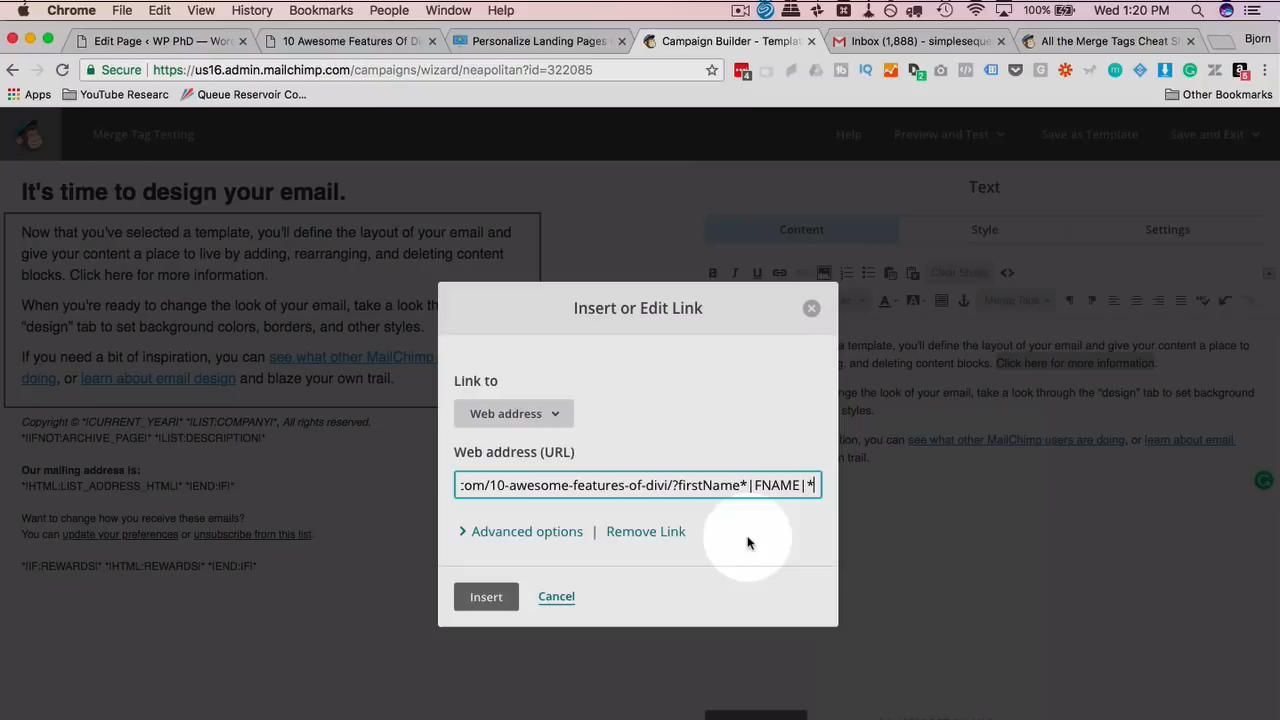 Chrome File Edit View History Bookmarks People Window Help 100% Wed 1:20 PM
Edit Page ‹ WP PhD — Wor 10 Awesome Features Of Di Personalize Landing Pages Campaign Builder - Templat Inbox (1,888) - simpleseque All the Merge Tags Cheat Sh Bjorn
Secure https://us16.admin.mailchimp.com/campaigns/wizard/neapolitan?id=322085
Apps YouTube Researc Queue Reservoir Co... Other Bookmarks
Merge Tag Testing Help Preview and Test Save as Template Save and Exit
It's time to design your email.
Now that you've selected a template, you'll define the layout of your email and
give your content a place to live by adding, rearranging, and deleting content
blocks. Click here for more information.
When you're ready to change the look of your email, take a look th
"design" tab to set background colors, borders, and other styles.
If you need a bit of inspiration, you can see what other MailChimp
doing, or learn about email design and blaze your own trail.
Copyright © *|CURRENT_YEAR|* *|LIST:COMPANY|*, All rights reserved.
*|IFNOT:ARCHIVE_PAGE|* *|LIST:DESCRIPTION|*
Our mailing address is:
*|HTML:LIST_ADDRESS_HTML|* *|END:IF|*
Want to change how you receive these emails?
You can update your preferences or unsubscribe from this list.
*|IF:REWARDS|* *|HTML:REWARDS|* *|END:IF|*
Text
Content Style Settings
Clear Styles
Merge Tags
a template, you'll define the layout of your email and give your content a place to
g, and deleting content blocks. Click here for more information.
ge the look of your email, take a look through the "design" tab to set background
styles.
tion, you can see what other MailChimp users are doing, or learn about email
n trail.
Insert or Edit Link
Link to
Web address
Web address (URL)
com/10-awesome-features-of-divi/?firstName*|FNAME|*
Advanced options | Remove Link
Insert Cancel